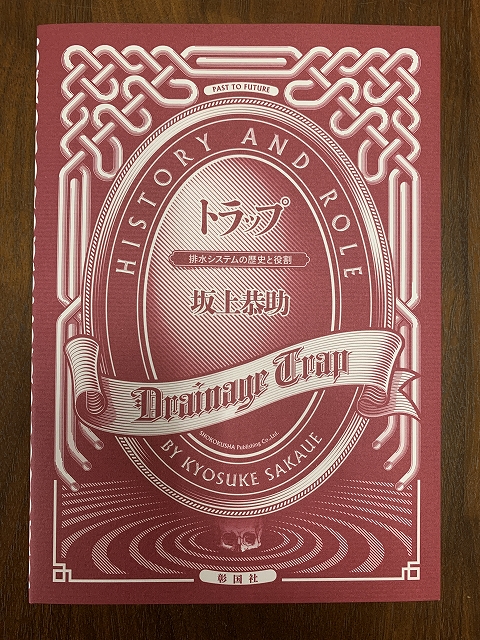 PAST TO FUTURE
HISTORY AND ROLE
トラップ
排水システムの歴史と役割
坂上恭助
Drainage Trap
SHOKOKUSHA Publishing Co., Ltd.
BY KYOSUKE SAKAUE
彰国社